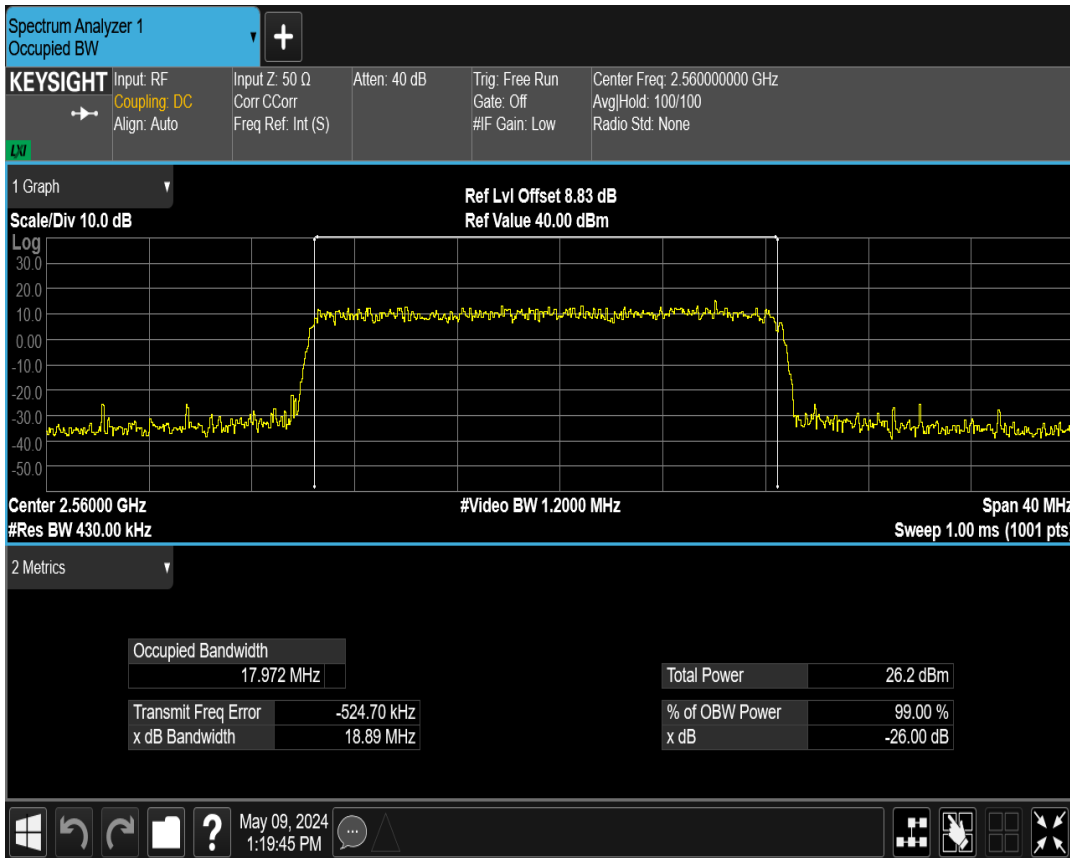 Spectrum Analyzer 1
Occupied BW
+
KEYSIGHT
LXI
Input: RF
Coupling: DC
Align: Auto
Input Z: 50 Ω
Corr CCorr
Freq Ref: Int (S)
Atten: 40 dB
Trig: Free Run
Gate: Off
#IF Gain: Low
Center Freq: 2.560000000 GHz
Avg|Hold: 100/100
Radio Std: None
1 Graph
Scale/Div 10.0 dB
Ref Lvl Offset 8.83 dB
Ref Value 40.00 dBm
Log
30.0
20.0
10.0
0.00
-10.0
-20.0
-30.0
-40.0
-50.0
Center 2.56000 GHz
#Video BW 1.2000 MHz
Span 40 MHz
#Res BW 430.00 kHz
Sweep 1.00 ms (1001 pts)
2 Metrics
Occupied Bandwidth
17.972 MHz
Total Power 26.2 dBm
Transmit Freq Error -524.70 kHz
% of OBW Power 99.00 %
x dB Bandwidth 18.89 MHz
x dB -26.00 dB
?
May 09, 2024
1:19:45 PM